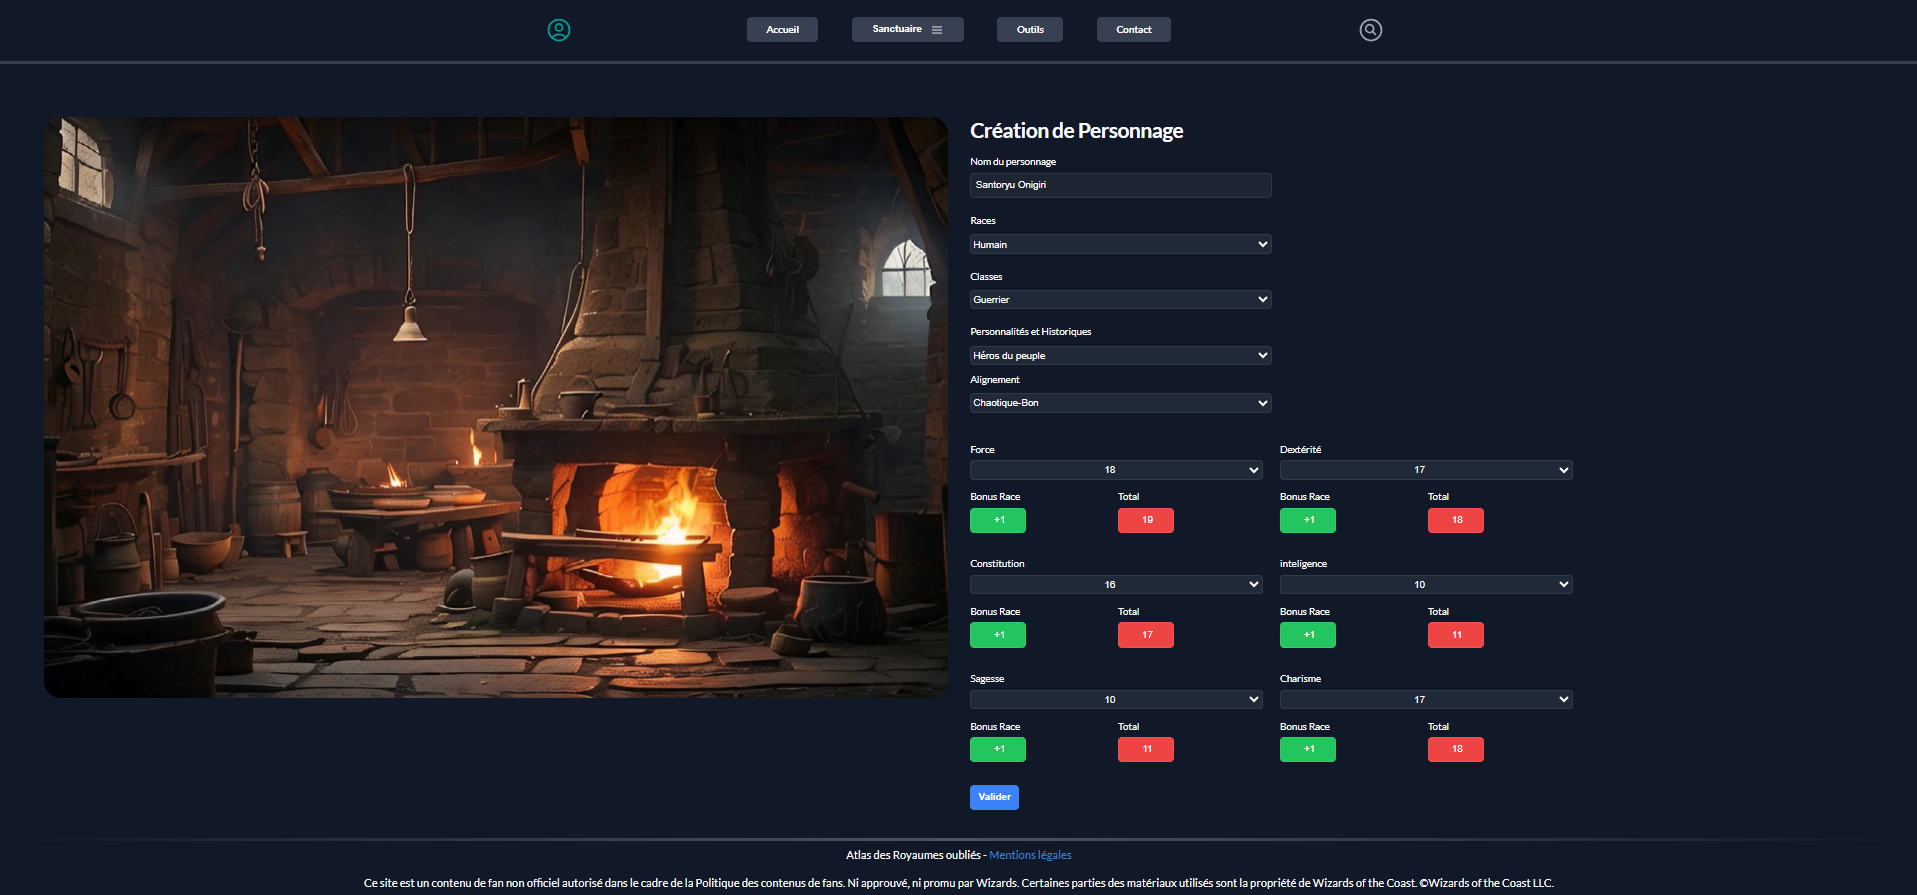 Accueil
Sanctuaire
Outils
Contact
Création de Personnage
Nom du personnage
Santoryu Onigiri
Races
Humain
Classes
Guerrier
Personnalités et Historiques
Héros du peuple
Alignement
Chaotique-Bon
Force
18
Bonus Race Total
+1 19
Dextérité
17
Bonus Race Total
+1 18
Constitution
16
Bonus Race Total
+1 17
inteligence
10
Bonus Race Total
+1 11
Sagesse
10
Bonus Race Total
+1 11
Charisme
17
Bonus Race Total
+1 18
Valider
Atlas des Royaumes oubliés - Mentions légales
Ce site est un contenu de fan non officiel autorisé dans le cadre de la Politique des contenus de fans. Ni approuvé, ni promu par Wizards. Certaines parties des matériaux utilisés sont la propriété de Wizards of the Coast. ©Wizards of the Coast LLC.